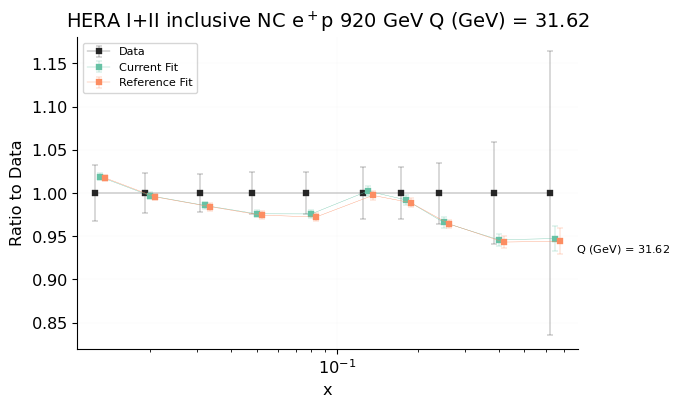 HERA I+II inclusive NC e⁺p 920 GeV Q (GeV) = 31.62
Data
Current Fit
Reference Fit
Ratio to Data
1.15
1.10
1.05
1.00
0.95
0.90
0.85
Q (GeV) = 31.62
10⁻¹
x